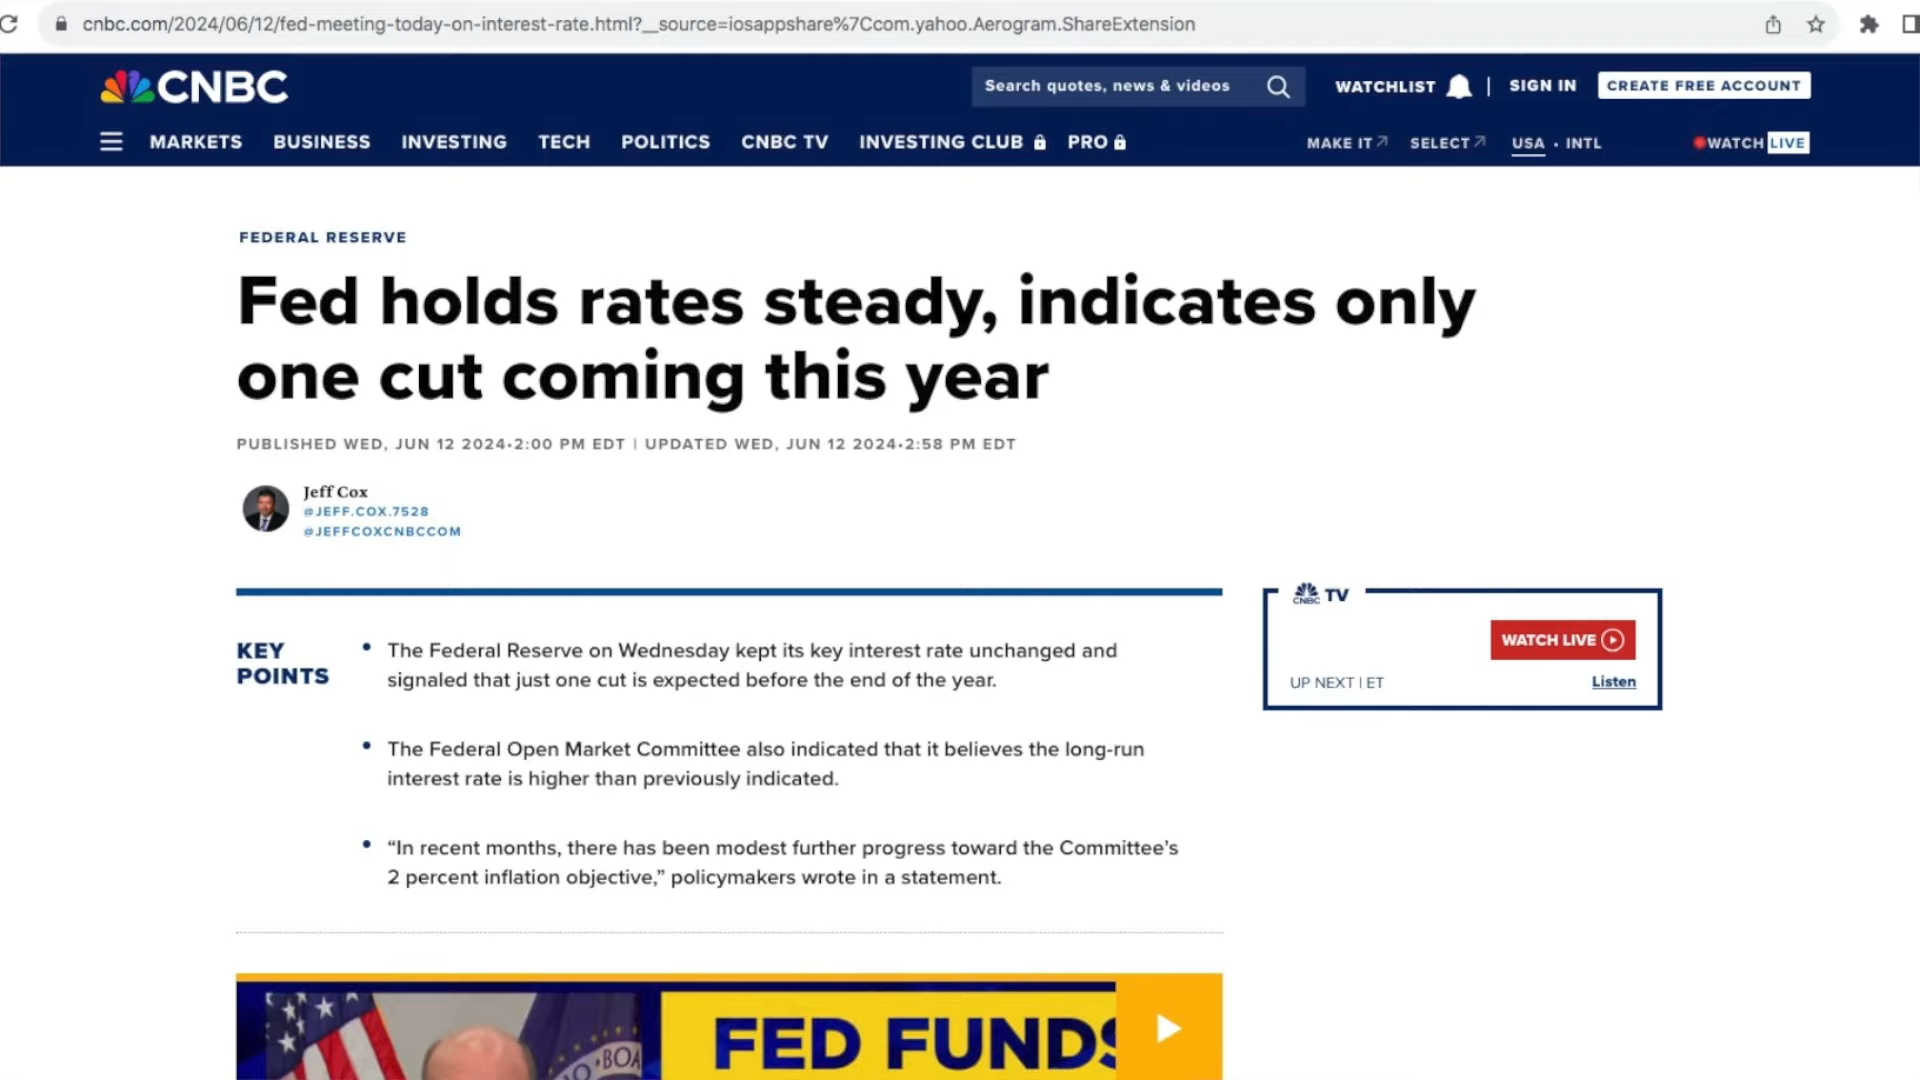 cnbc.com/2024/06/12/fed-meeting-today-on-interest-rate.html?__source=iosappshare%7Ccom.yahoo.Aerogram.ShareExtension
CNBC
Search quotes, news & videos
WATCHLIST | SIGN IN CREATE FREE ACCOUNT
MARKETS BUSINESS INVESTING TECH POLITICS CNBC TV INVESTING CLUB PRO
MAKE IT SELECT USA • INTL WATCH LIVE
FEDERAL RESERVE
Fed holds rates steady, indicates only
one cut coming this year
PUBLISHED WED, JUN 12 2024•2:00 PM EDT | UPDATED WED, JUN 12 2024•2:58 PM EDT
Jeff Cox
@JEFF.COX.7528
@JEFFCOXCNBCCOM
KEY
POINTS
• The Federal Reserve on Wednesday kept its key interest rate unchanged and
signaled that just one cut is expected before the end of the year.
• The Federal Open Market Committee also indicated that it believes the long-run
interest rate is higher than previously indicated.
• “In recent months, there has been modest further progress toward the Committee’s
2 percent inflation objective,” policymakers wrote in a statement.
CNBC TV
WATCH LIVE
UP NEXT | ET
Listen
FED FUNDS
BOA